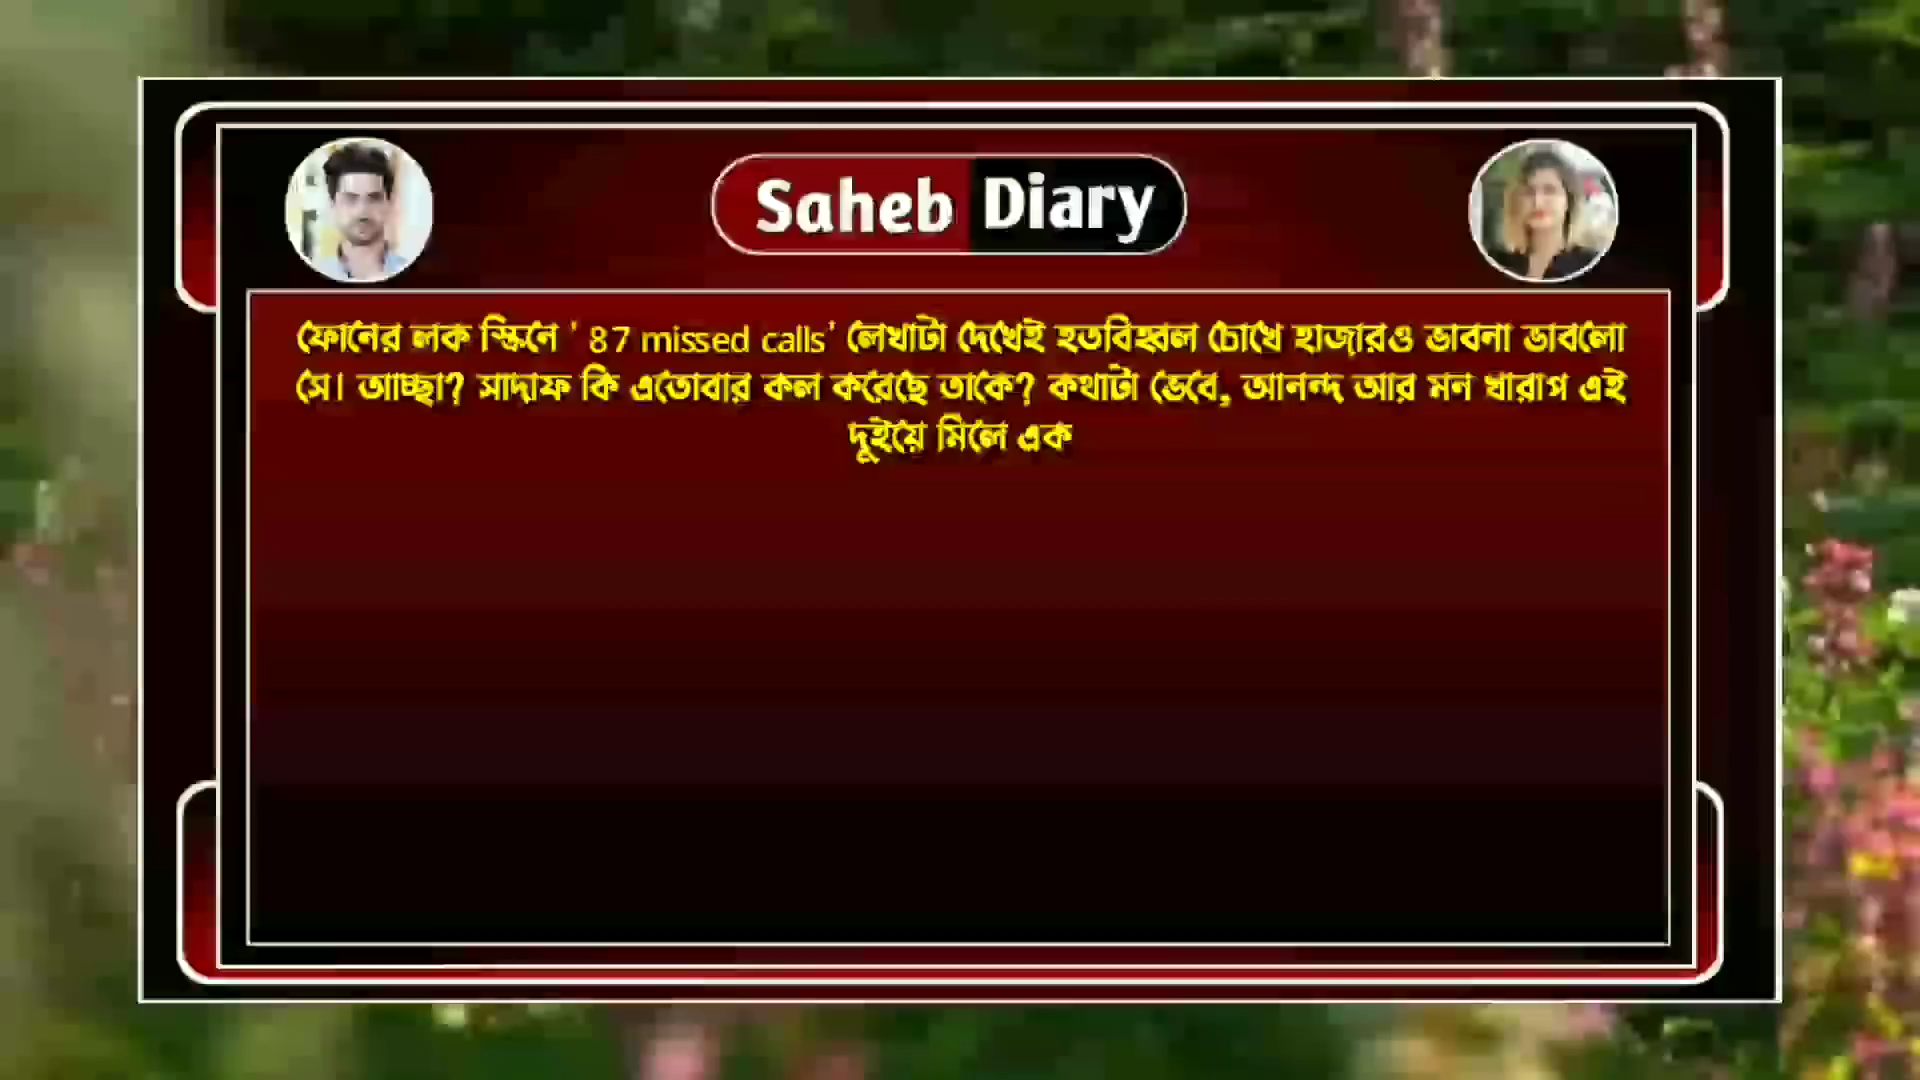 Saheb Diary
ফোনের লক স্ক্রিনে ' 87 missed calls' লেখাটা দেখেই হতবিহ্বল চোখে হাজারও ভাবনা ভাবলো
সে। আচ্ছা? সাদাফ কি এতোবার কল করেছে তাকে? কথাটা ভেবে, আনন্দ আর মন খারাপ এই
দুইয়ে মিলে এক